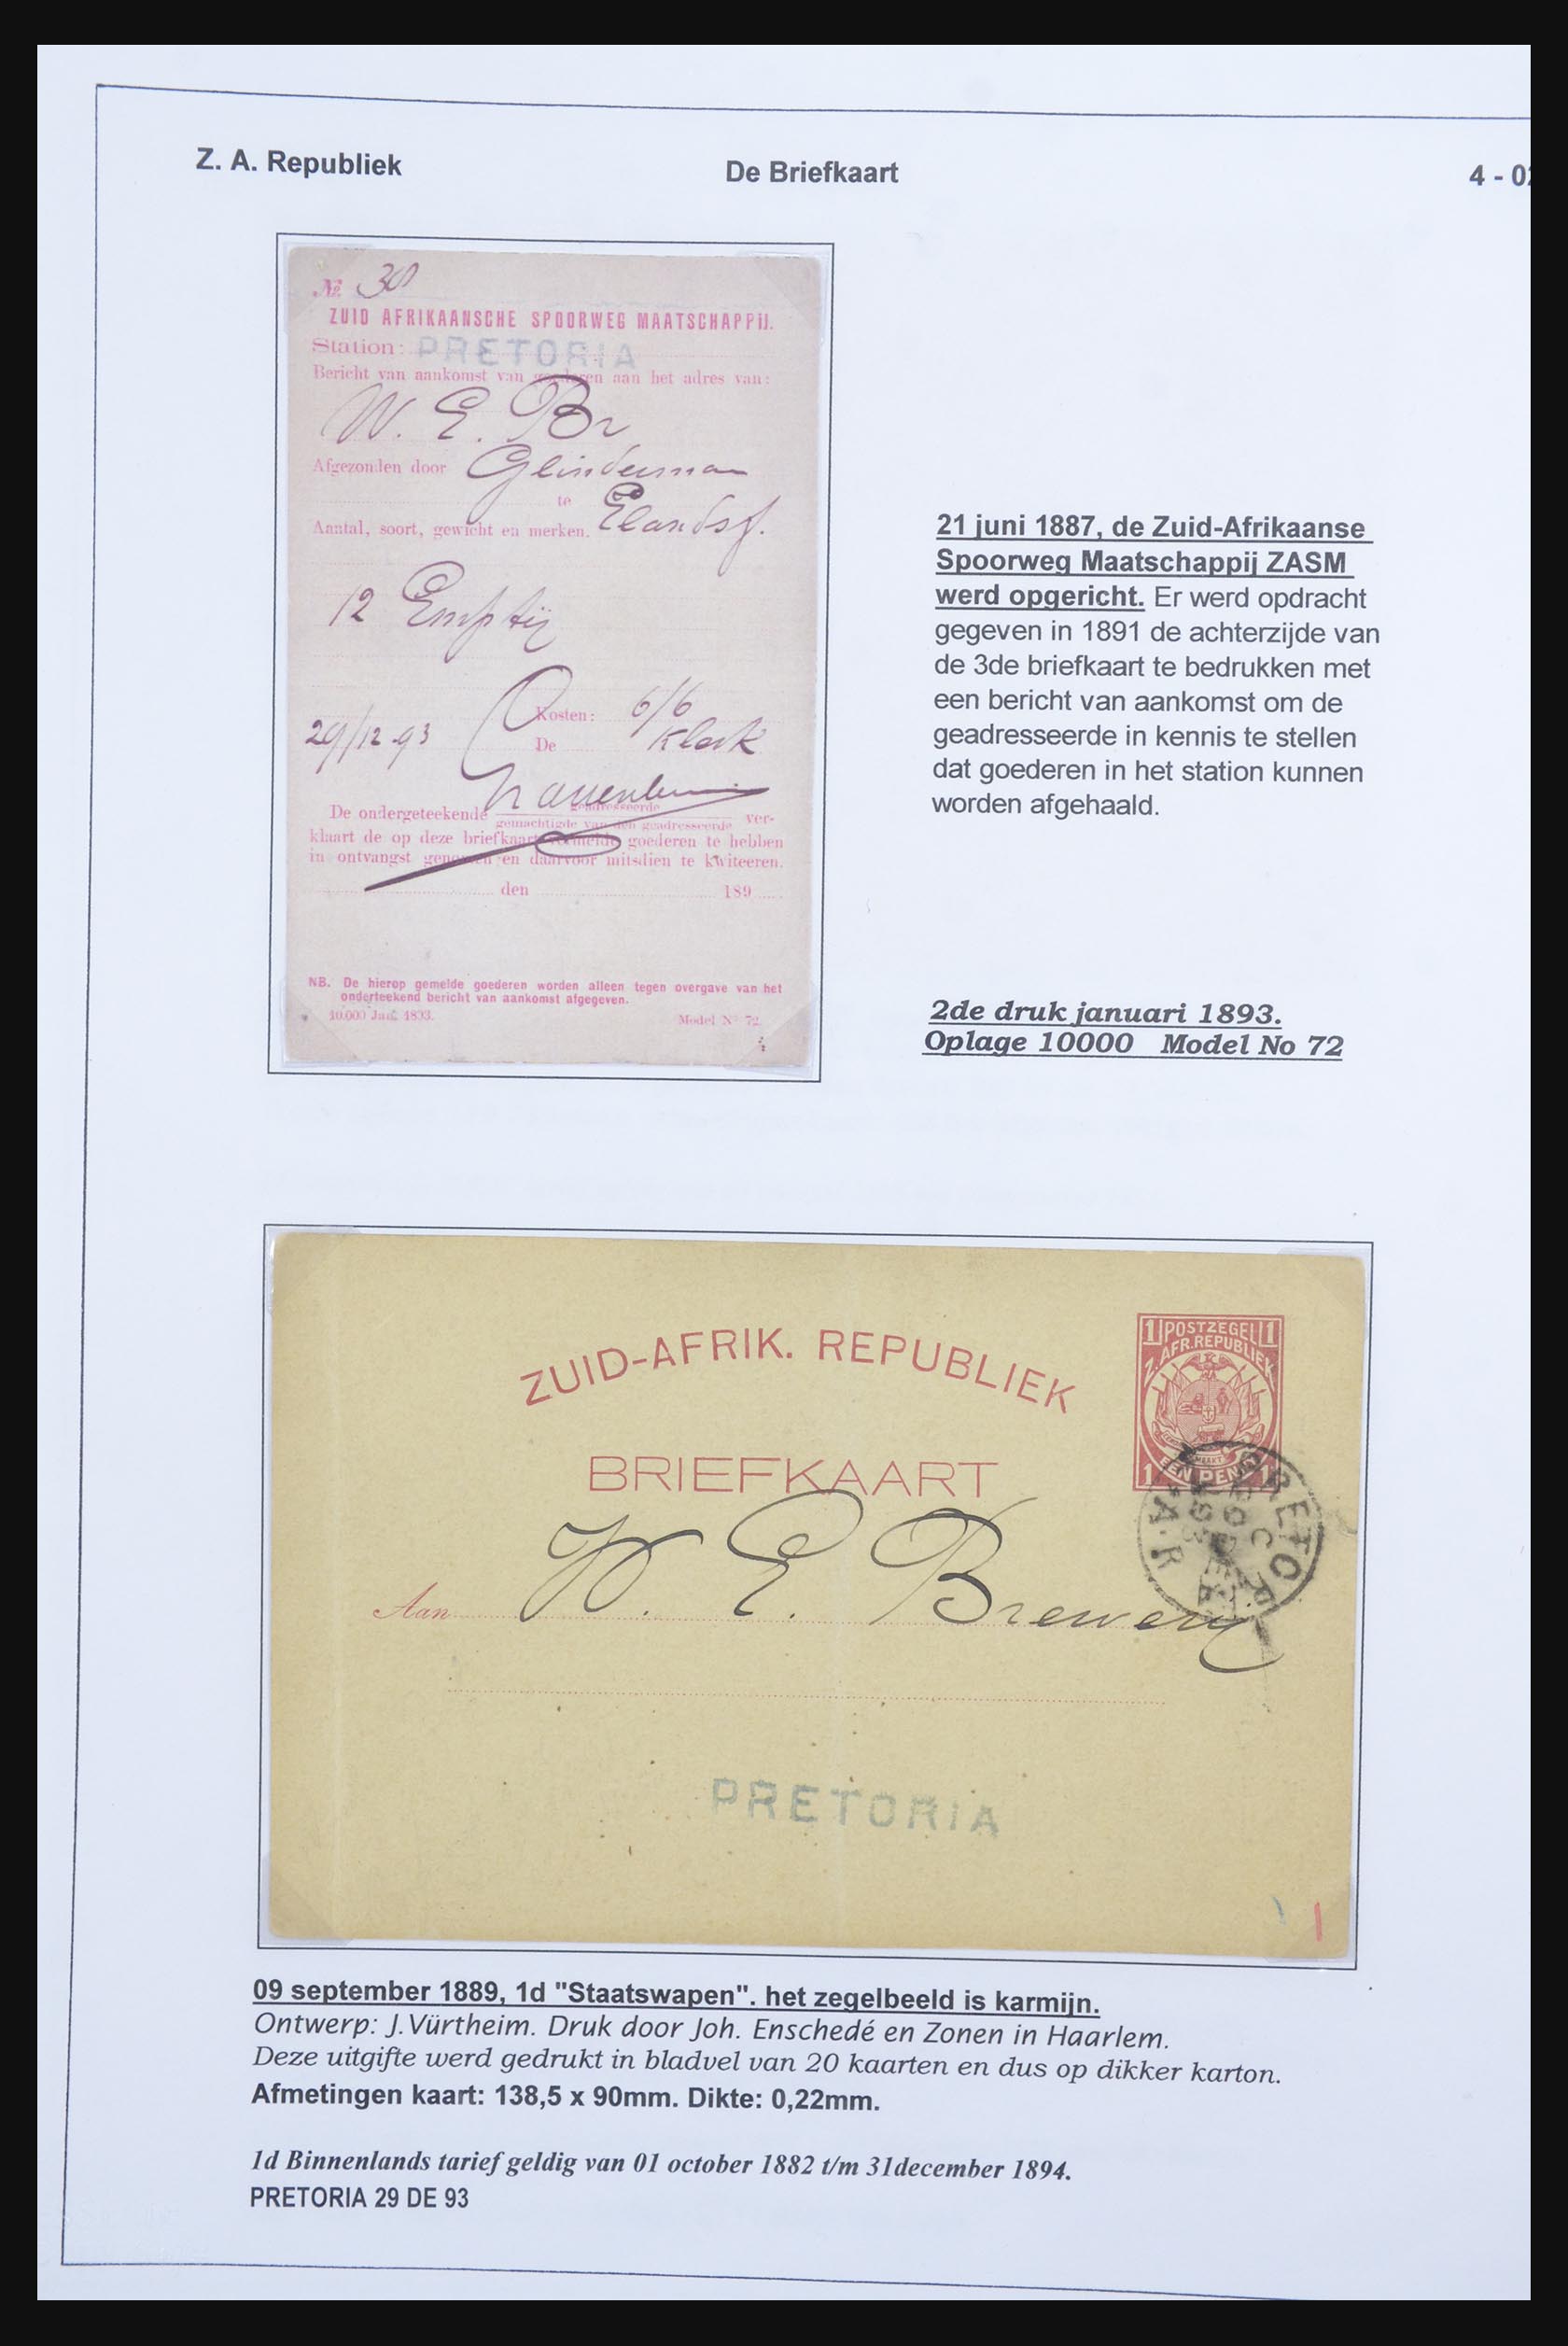 Z. A. Republiek
De Briefkaart
4 - 02
№ 30
ZUID AFRIKAANSCHE SPOORWEG MAATSCHAPPIJ.
Station: PRETORIA
Bericht van aankomst van goederen aan het adres van:
W. E. Br
Afgezonden door Glinderman
te Elandsf.
Aantal, soort, gewicht en merken.
12 Emptij
Kosten: 6/6
29/12 93
De Klerk
De ondergeteekende geadresseerde
gemachtigde van den geadresseerde ver-
klaart de op deze briefkaart vermelde goederen te hebben
in ontvangst genomen en daarvoor mitsdien te kwiteeren.
den 189
NB. De hierop gemelde goederen worden alleen tegen overgave van het
onderteekend bericht van aankomst afgegeven.
10.000 Jan. 1893. Model No 72.
21 juni 1887, de Zuid-Afrikaanse
Spoorweg Maatschappij ZASM
werd opgericht. Er werd opdracht
gegeven in 1891 de achterzijde van
de 3de briefkaart te bedrukken met
een bericht van aankomst om de
geadresseerde in kennis te stellen
dat goederen in het station kunnen
worden afgehaald.
2de druk januari 1893.
Oplage 10000 Model No 72
ZUID-AFRIK. REPUBLIEK
BRIEFKAART
1 POSTZEGEL 1
Z. AFR. REPUBLIEK
1 EEN PENNY 1
PRETORI
Z.A.R
Aan W. E. Brewery
PRETORIA
09 september 1889, 1d "Staatswapen". het zegelbeeld is karmijn.
Ontwerp: J.Vürtheim. Druk door Joh. Enschedé en Zonen in Haarlem.
Deze uitgifte werd gedrukt in bladvel van 20 kaarten en dus op dikker karton.
Afmetingen kaart: 138,5 x 90mm. Dikte: 0,22mm.
1d Binnenlands tarief geldig van 01 october 1882 t/m 31december 1894.
PRETORIA 29 DE 93